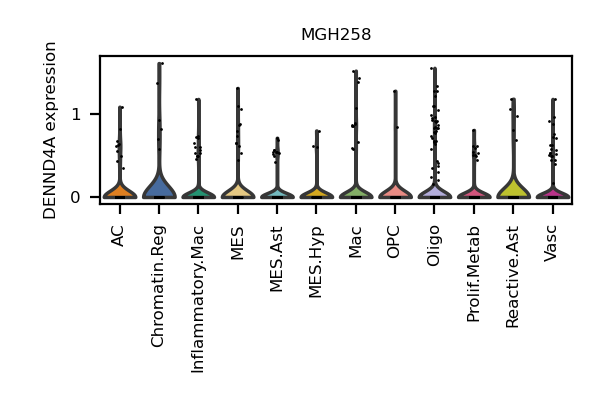 MGH258
DENND4A expression
1
0
AC
Chromatin.Reg
Inflammatory.Mac
MES
MES.Ast
MES.Hyp
Mac
OPC
Oligo
Prolif.Metab
Reactive.Ast
Vasc